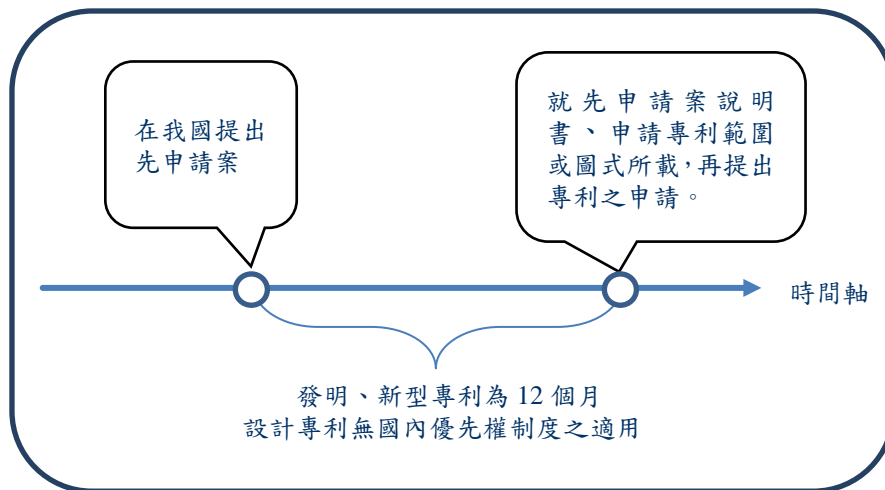 在我國提出
先申請案
就先申請案說明
書、申請專利範圍
或圖式所載,再提出
專利之申請。
時間軸
發明、新型專利為 12 個月
設計專利無國內優先權制度之適用